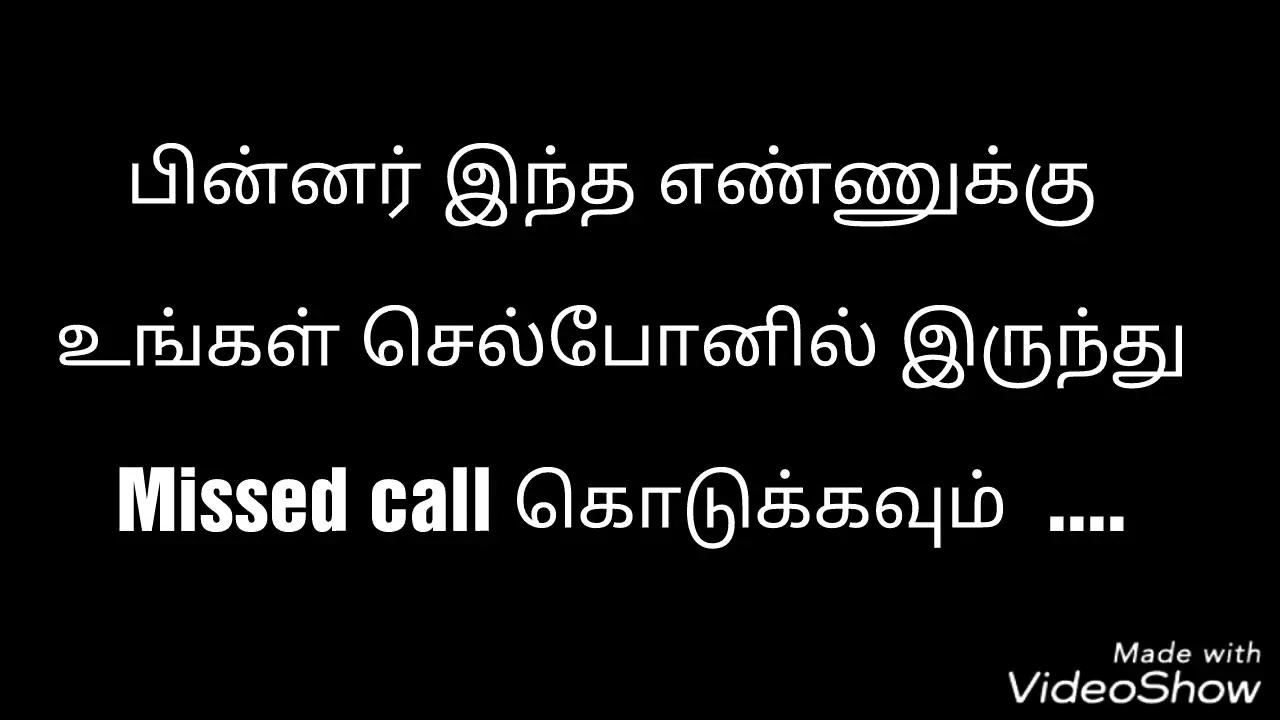 பின்னர் இந்த எண்ணுக்கு
உங்கள் செல்போனில் இருந்து
Missed call கொடுக்கவும் ....
Made with
VideoShow